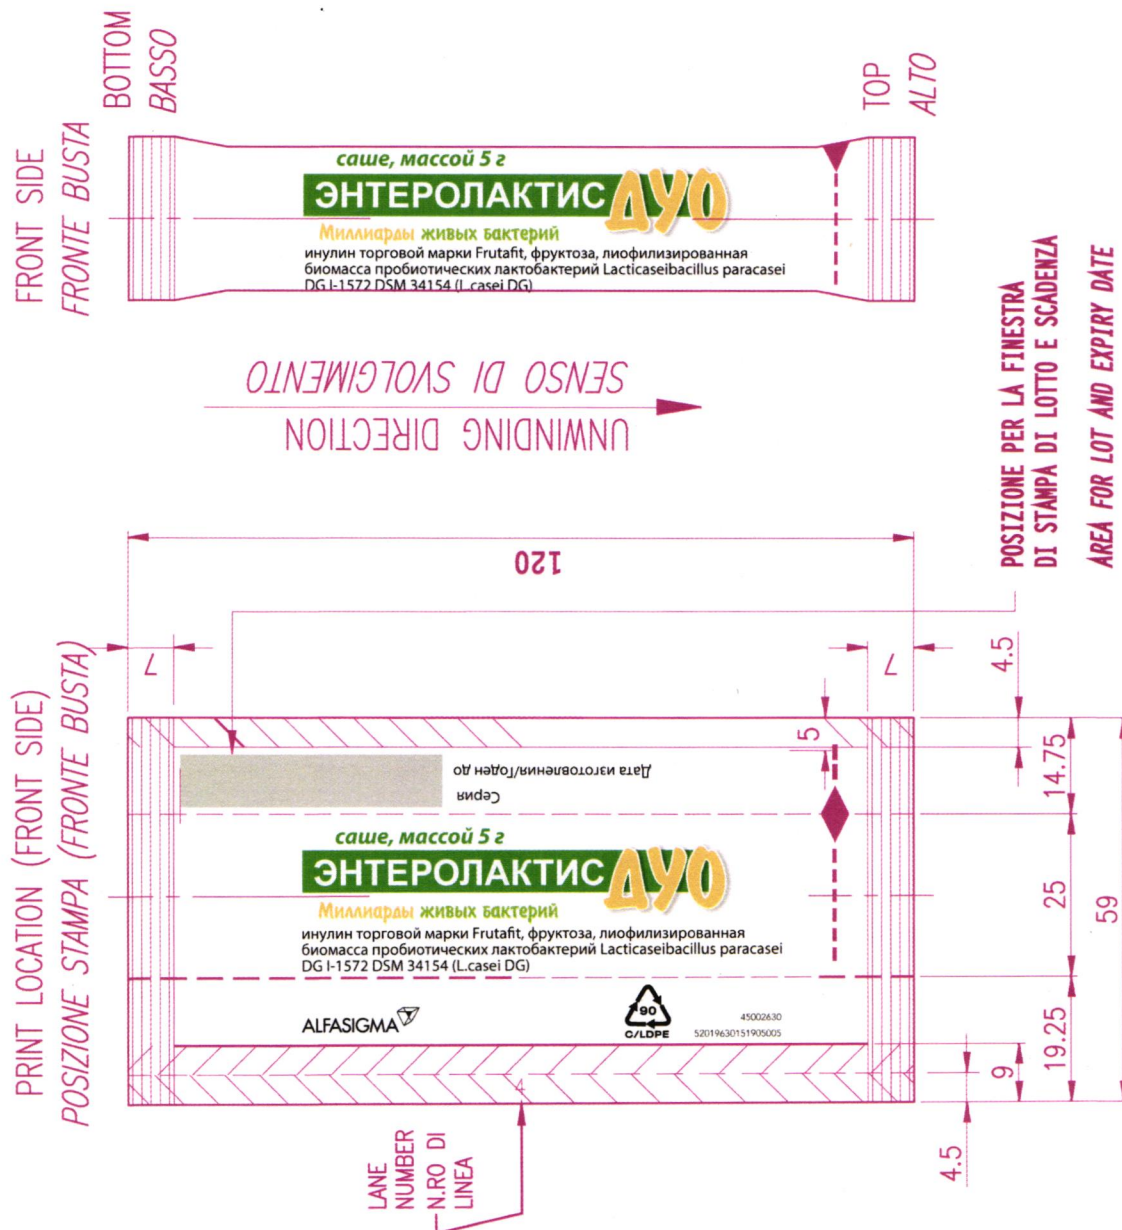 FRONT SIDE
FRONTE BUSTA
BOTTOM
BASSO
TOP
ALTO
саше, массой 5 г
ЭНТЕРОЛАКТИС ДУО
Миллиарды живых бактерий
инулин торговой марки Frutafit, фруктоза, лиофилизированная
биомасса пробиотических лактобактерий Lacticaseibacillus paracasei
DG I-1572 DSM 34154 (L.casei DG)
UNWINDING DIRECTION
SENSO DI SVOLGIMENTO
PRINT LOCATION (FRONT SIDE)
POSIZIONE STAMPA (FRONTE BUSTA)
120
7
7
4.5
5
14.75
25
19.25
59
9
4.5
POSIZIONE PER LA FINESTRA
DI STAMPA DI LOTTO E SCADENZA
AREA FOR LOT AND EXPIRY DATE
Серия
Дата изготовления/Годен до
саше, массой 5 г
ЭНТЕРОЛАКТИС ДУО
Миллиарды живых бактерий
инулин торговой марки Frutafit, фруктоза, лиофилизированная
биомасса пробиотических лактобактерий Lacticaseibacillus paracasei
DG I-1572 DSM 34154 (L.casei DG)
ALFASIGMA
90
C/LDPE
45002630
52019630151905005
4
LANE
NUMBER
N.RO DI
LINEA